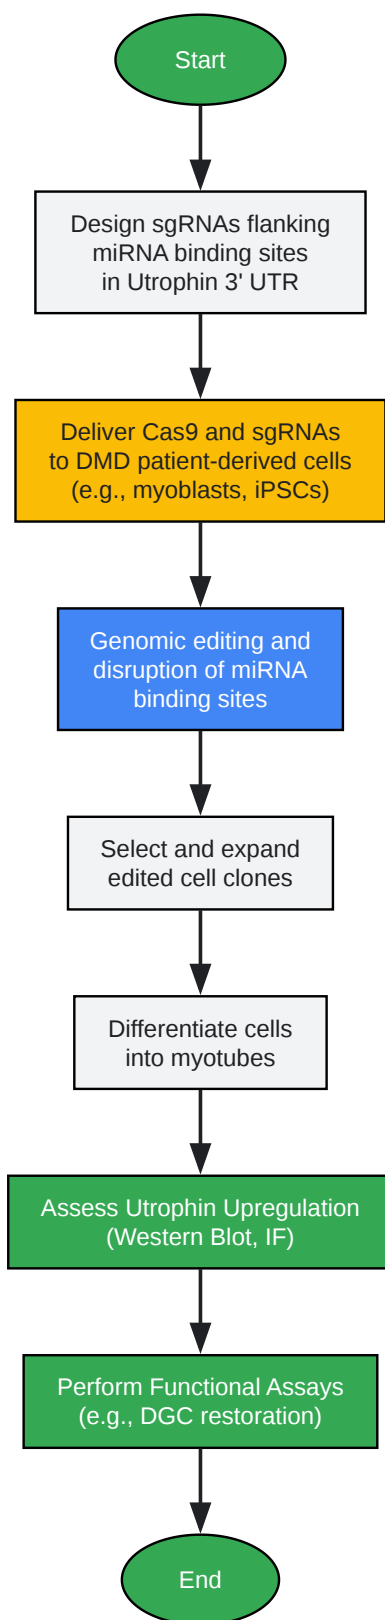 Start
Design sgRNAs flanking
miRNA binding sites
in Utrophin 3' UTR
Deliver Cas9 and sgRNAs
to DMD patient-derived cells
(e.g., myoblasts, iPSCs)
Genomic editing and
disruption of miRNA
binding sites
Select and expand
edited cell clones
Differentiate cells
into myotubes
Assess Utrophin Upregulation
(Western Blot, IF)
Perform Functional Assays
(e.g., DGC restoration)
End